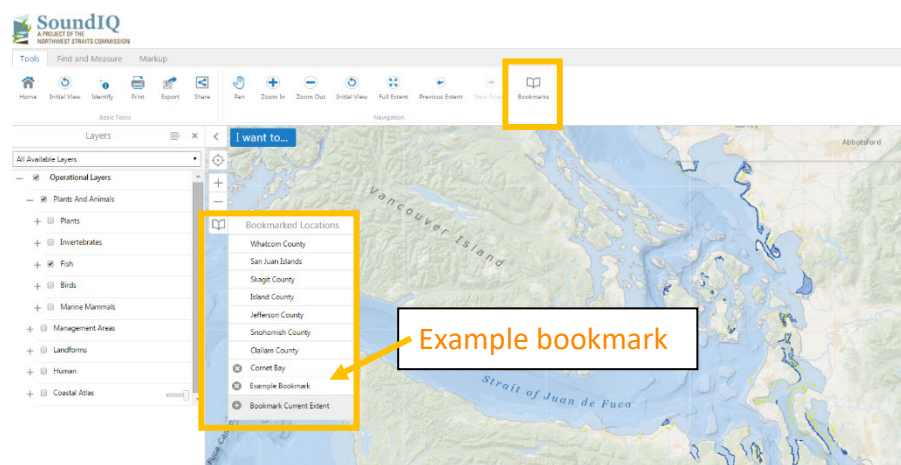 SoundIQ
A PROJECT OF THE
NORTHWEST STRAITS COMMISSION
Tools Find and Measure Markup
Home Initial View Identify Print Export Share Pan Zoom In Zoom Out Initial View Full Extent Previous Extent Next Extent Bookmarks
Basic Tools Navigation
Layers
I want to...
Abbotsford
All Available Layers
Operational Layers
Plants And Animals
Plants
Invertebrates
Fish
Birds
Marine Mammals
Management Areas
Landforms
Human
Coastal Atlas
Bookmarked Locations
Whatcom County
San Juan Islands
Skagit County
Island County
Jefferson County
Snohomish County
Clallam County
Cornet Bay
Example Bookmark
Bookmark Current Extent
Vancouver Island
Example bookmark
Strait of Juan de Fuca